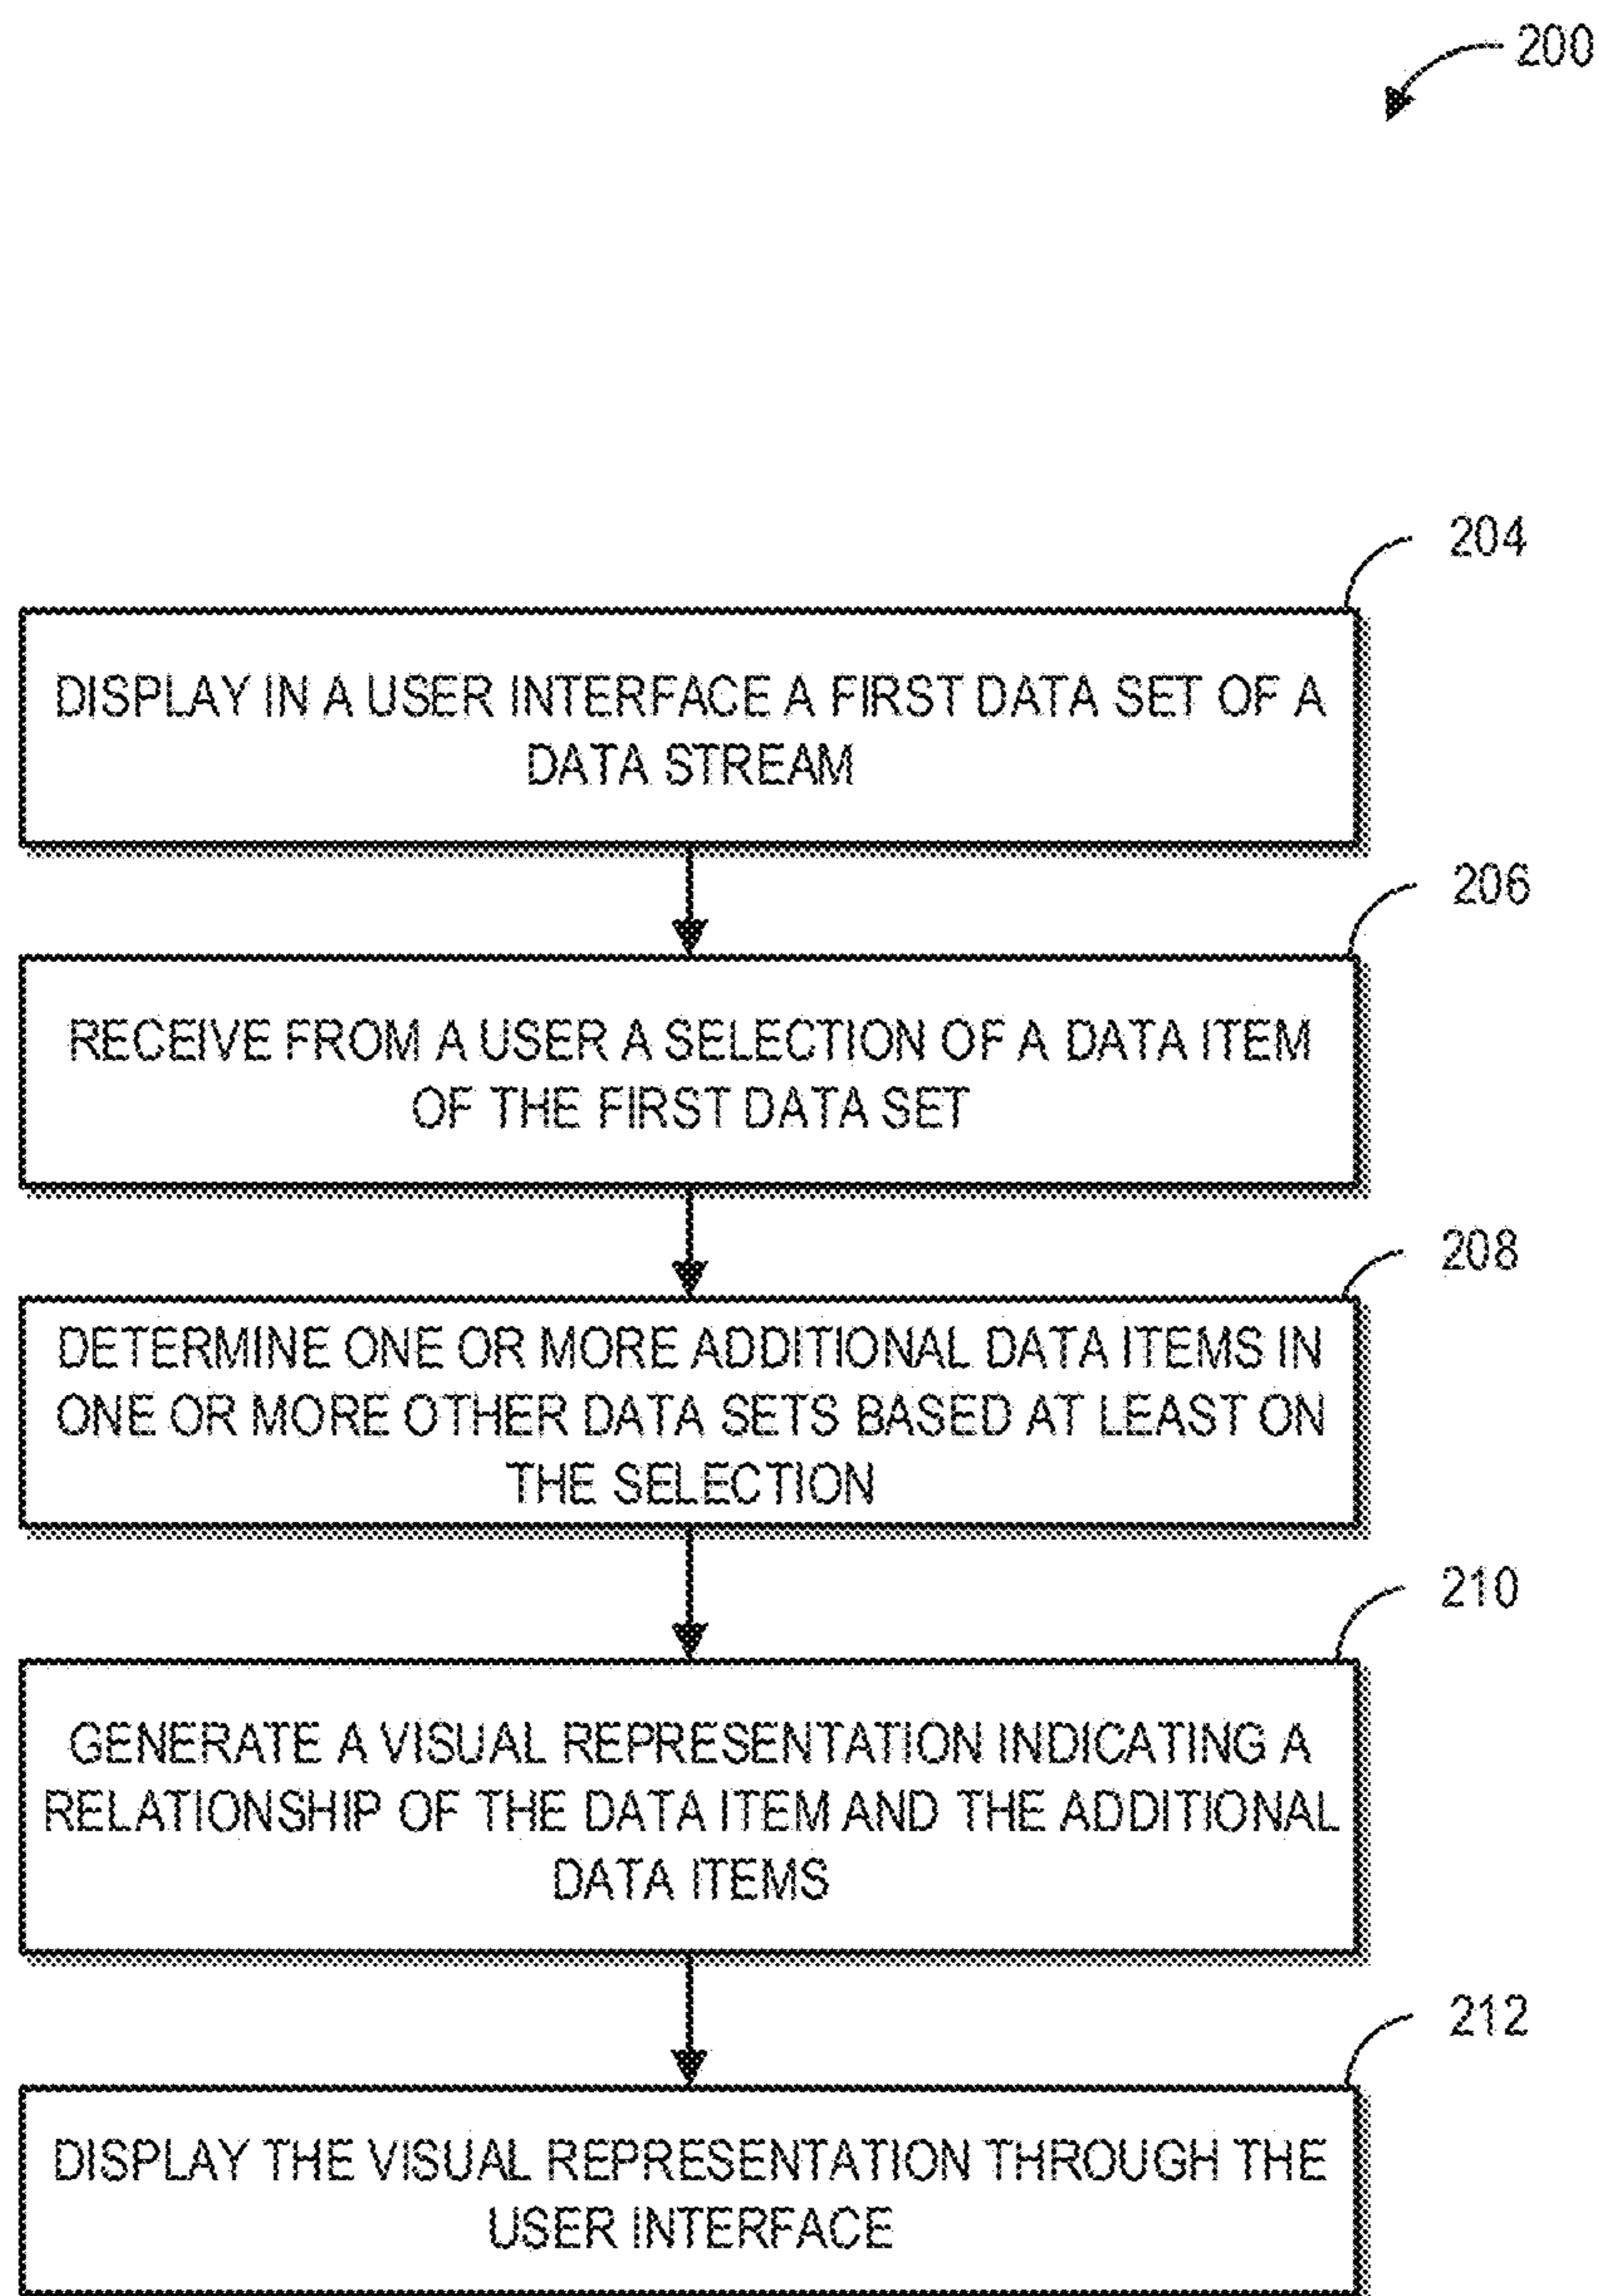 200
204
DISPLAY IN A USER INTERFACE A FIRST DATA SET OF A
DATA STREAM
206
RECEIVE FROM A USER A SELECTION OF A DATA ITEM
OF THE FIRST DATA SET
208
DETERMINE ONE OR MORE ADDITIONAL DATA ITEMS IN
ONE OR MORE OTHER DATA SETS BASED AT LEAST ON
THE SELECTION
210
GENERATE A VISUAL REPRESENTATION INDICATING A
RELATIONSHIP OF THE DATA ITEM AND THE ADDITIONAL
DATA ITEMS
212
DISPLAY THE VISUAL REPRESENTATION THROUGH THE
USER INTERFACE